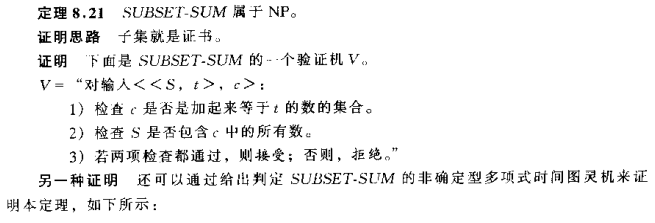 定理8.21 SUBSET-SUM 属于 NP。
证明思路 子集就是证书。
证明 下面是 SUBSET-SUM 的一个验证机 V。
V= “对输入<<S, t>, c>:
1) 检查 c 是否是加起来等于 t 的数的集合。
2) 检查 S 是否包含 c 中的所有数。
3) 若两项检查都通过,则接受;否则,拒绝。”
另一种证明 还可以通过给出判定 SUBSET-SUM 的非确定型多项式时间图灵机来证
明本定理,如下所示: